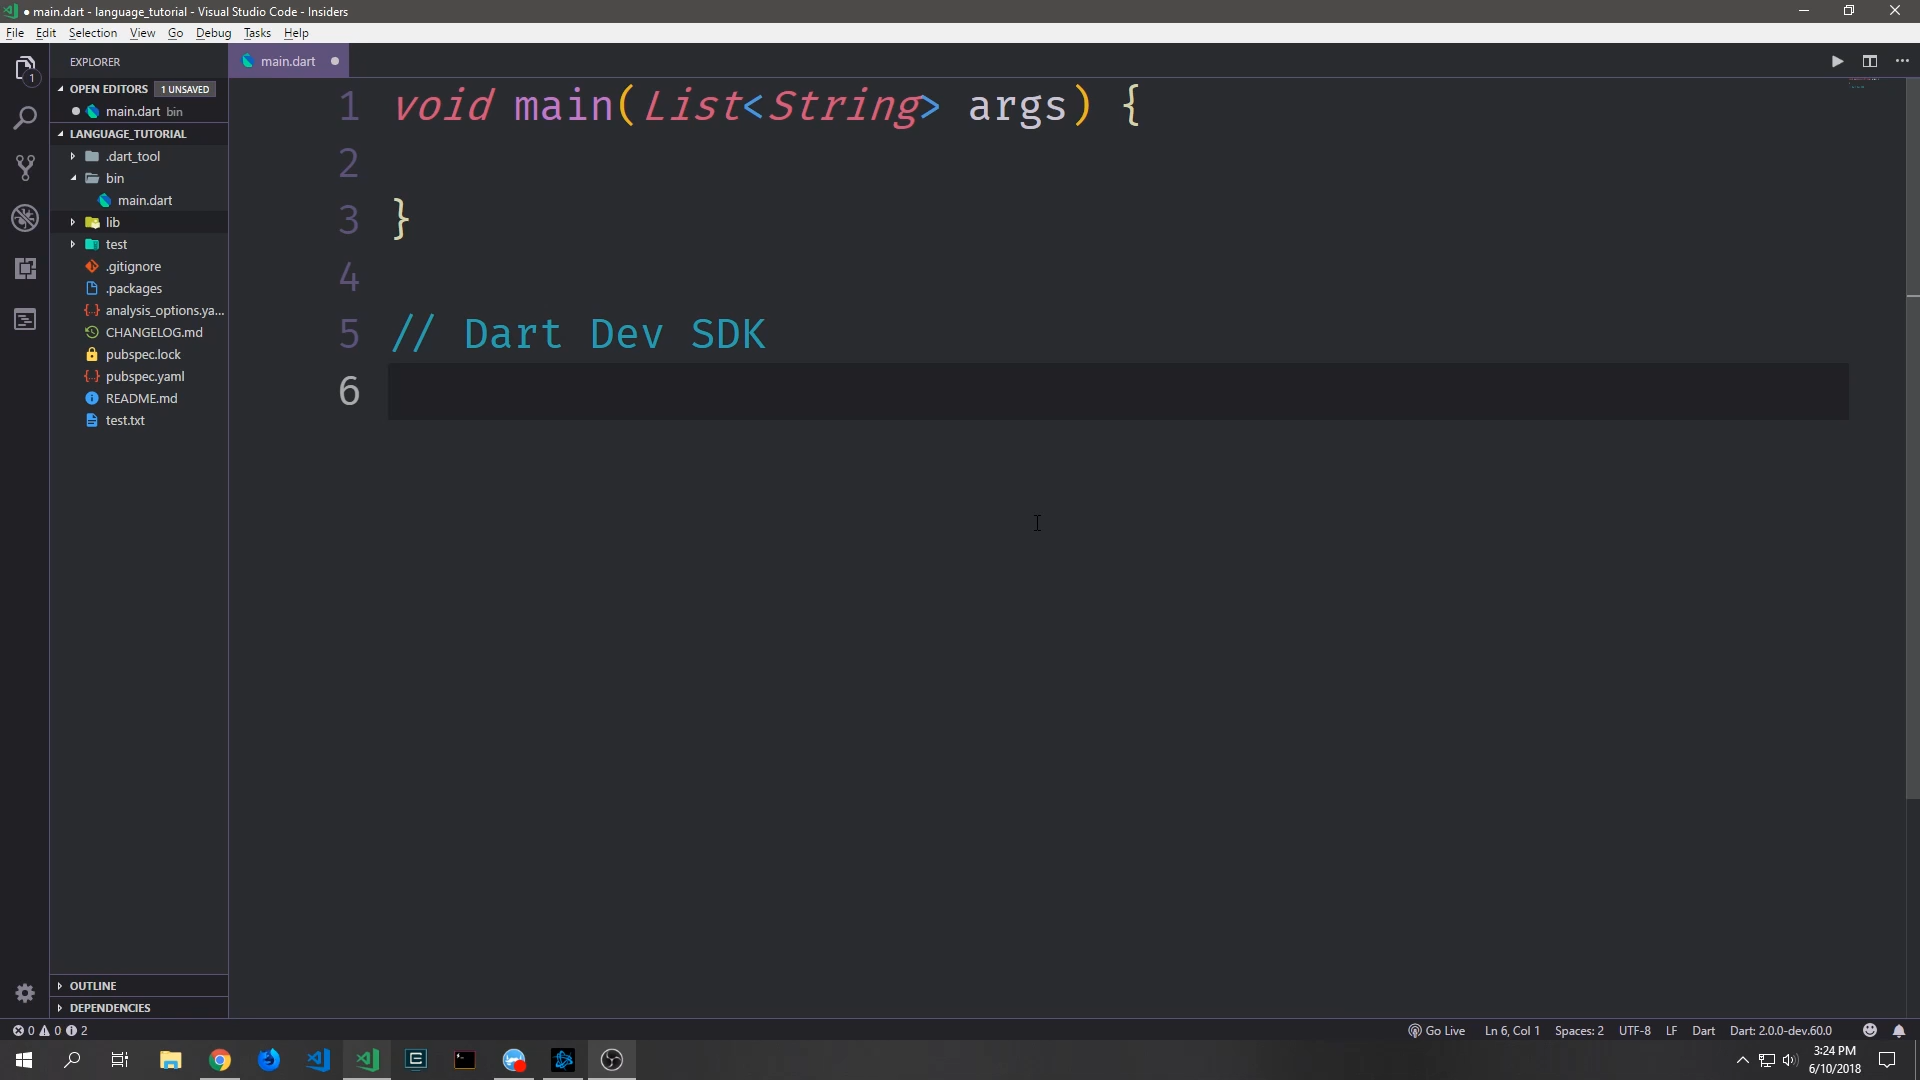 ● main.dart - language_tutorial - Visual Studio Code - Insiders
File Edit Selection View Go Debug Tasks Help
EXPLORER
OPEN EDITORS 1 UNSAVED
main.dart bin
LANGUAGE_TUTORIAL
.dart_tool
bin
main.dart
lib
test
.gitignore
.packages
analysis_options.ya...
CHANGELOG.md
pubspec.lock
pubspec.yaml
README.md
test.txt
OUTLINE
DEPENDENCIES
1
main.dart
1 void main(List<String> args) {
2
3 }
4
5 // Dart Dev SDK
6
0 0 2
Go Live Ln 6, Col 1 Spaces: 2 UTF-8 LF Dart Dart: 2.0.0-dev.60.0
3:24 PM
6/10/2018